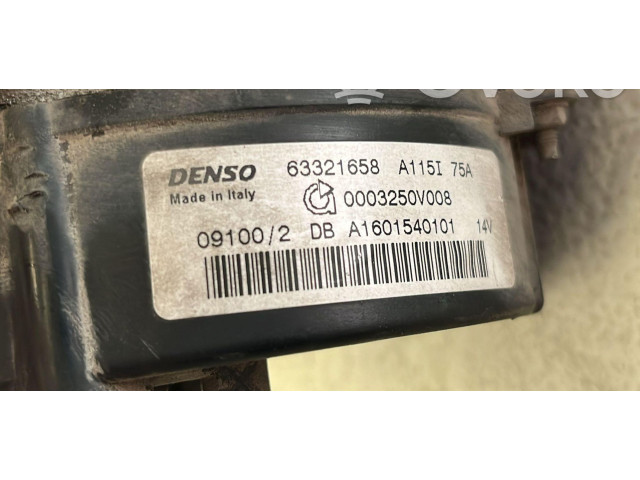 DENSO 63321658 A115I 75A
Made in Italy 0003250V008
09100/2 DB A1601540101 14V